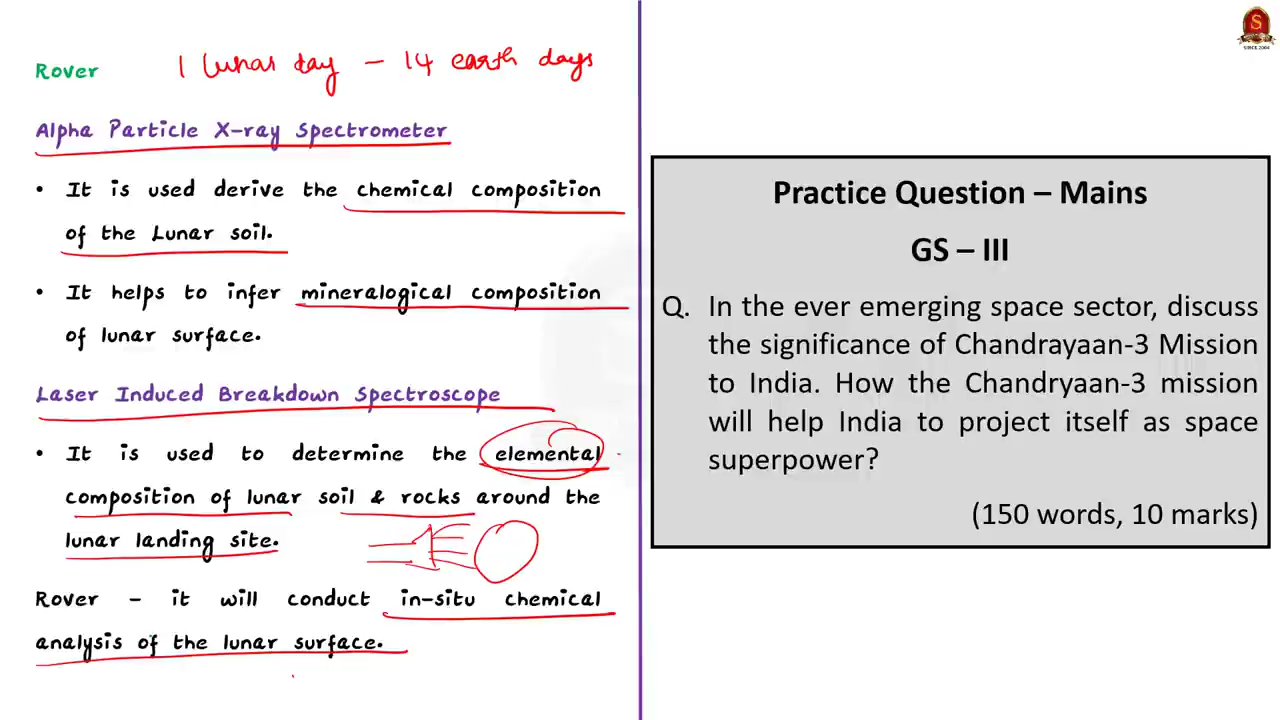 Rover 1 lunar day - 14 earth days
Alpha Particle X-ray Spectrometer
• It is used derive the chemical composition
of the Lunar soil.
• It helps to infer mineralogical composition
of lunar surface.
Laser Induced Breakdown Spectroscope
• It is used to determine the elemental
composition of lunar soil & rocks around the
lunar landing site.
Rover - it will conduct in-situ chemical
analysis of the lunar surface.
S
SINCE 2004
Practice Question – Mains
GS – III
Q. In the ever emerging space sector, discuss
the significance of Chandrayaan-3 Mission
to India. How the Chandryaan-3 mission
will help India to project itself as space
superpower?
(150 words, 10 marks)